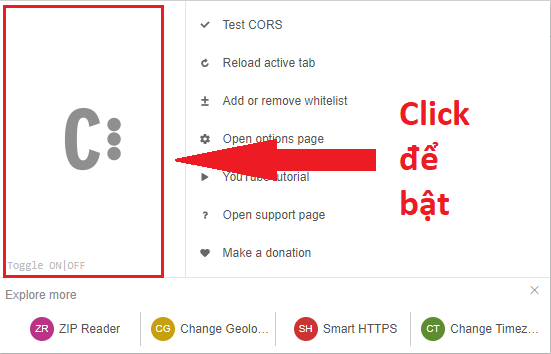 Test CORS
Reload active tab
Add or remove whitelist
Open options page
YouTube tutorial
Open support page
Make a donation
Click
để
bật
C
Toggle ON|OFF
Explore more
ZR ZIP Reader
CG Change Geolo...
SH Smart HTTPS
CT Change Timez...